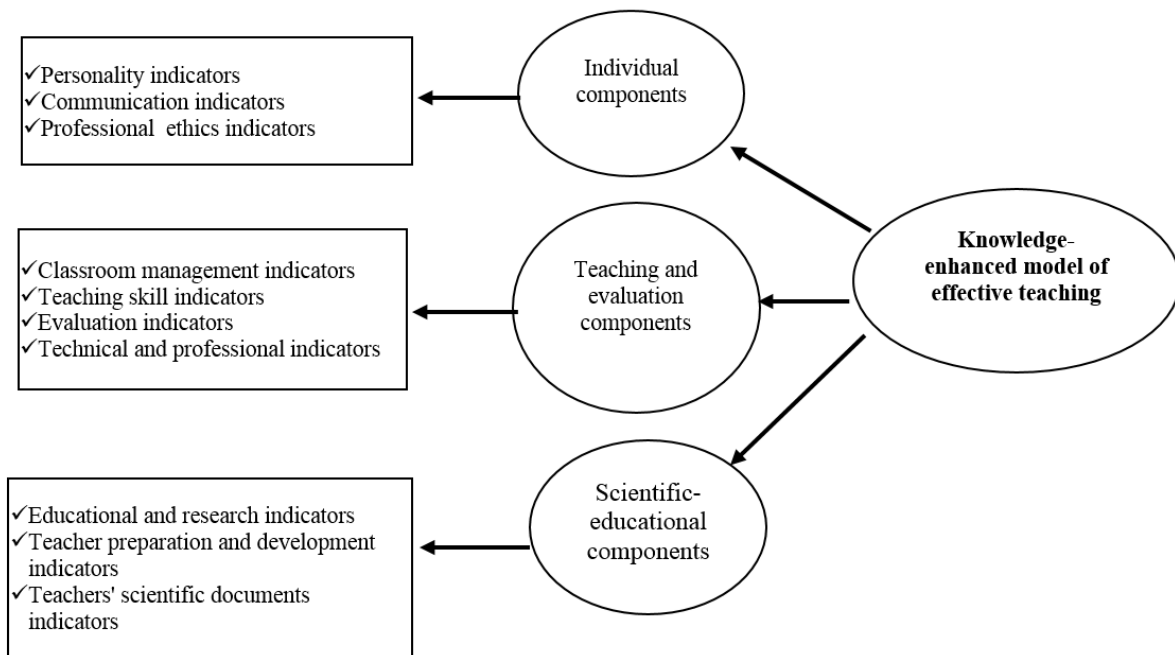 ✓Personality indicators
✓Communication indicators
✓Professional ethics indicators
Individual
components
✓Classroom management indicators
✓Teaching skill indicators
✓Evaluation indicators
✓Technical and professional indicators
Teaching and
evaluation
components
Knowledge-
enhanced model of
effective teaching
✓Educational and research indicators
✓Teacher preparation and development
indicators
✓Teachers' scientific documents
indicators
Scientific-
educational
components